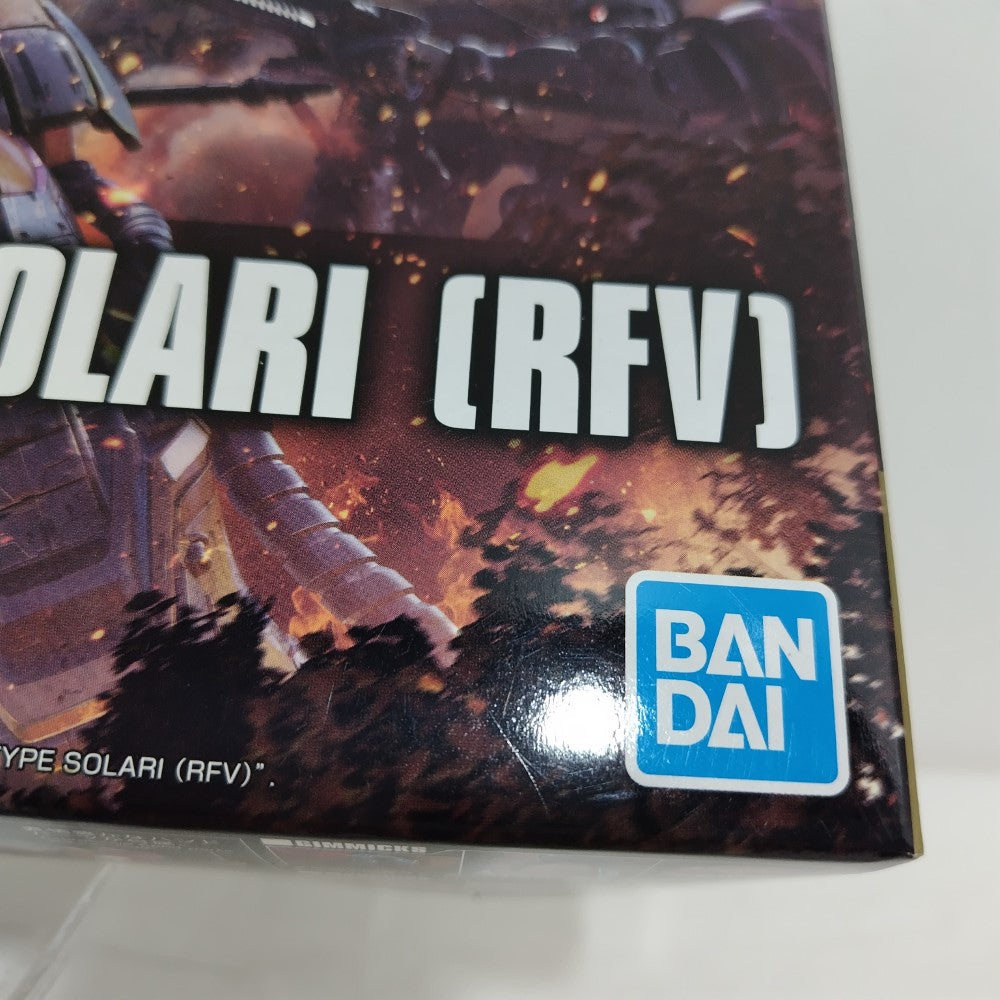 OLARI (RFV)
BAN
DAI
TYPE SOLARI (RFV)".
GIMMICKS